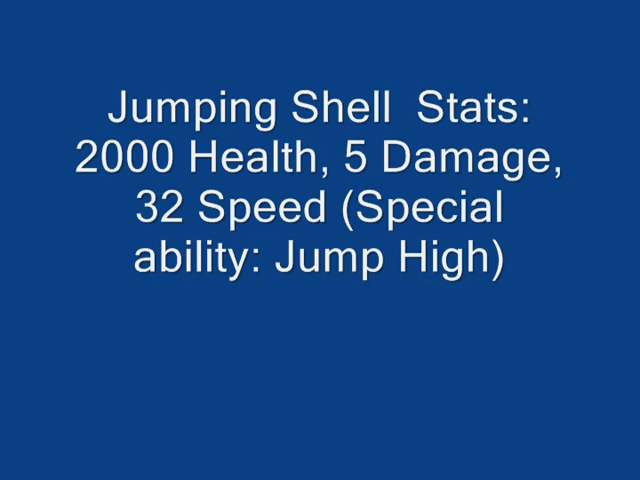 Jumping Shell  Stats:
2000 Health, 5 Damage,
32 Speed (Special
ability: Jump High)